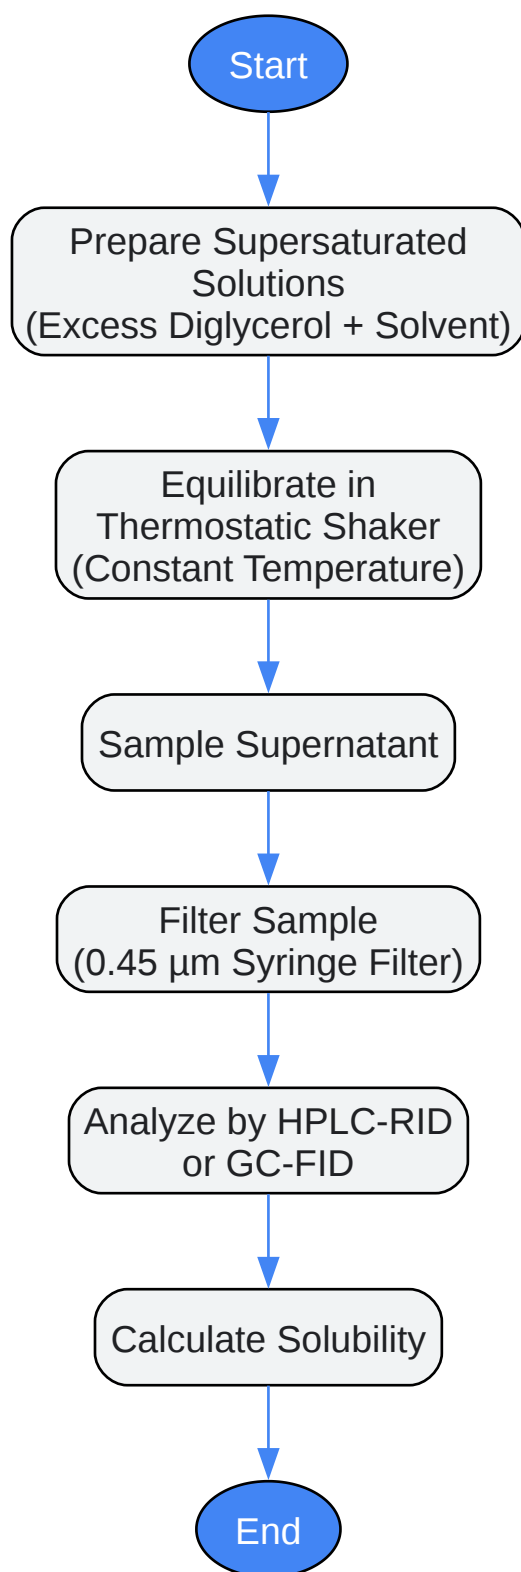 Start
Prepare Supersaturated
Solutions
(Excess Diglycerol + Solvent)
Equilibrate in
Thermostatic Shaker
(Constant Temperature)
Sample Supernatant
Filter Sample
(0.45 µm Syringe Filter)
Analyze by HPLC-RID
or GC-FID
Calculate Solubility
End